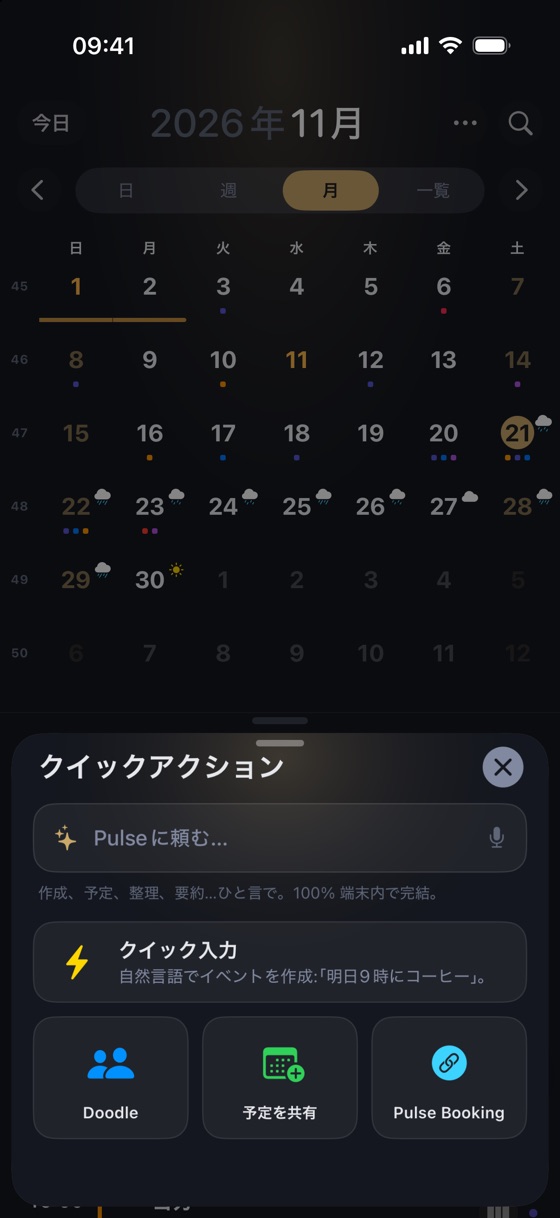 09:41
今日
2026年 11月
日 週 月 一覧
日 月 火 水 木 金 土
45 1 2 3 4 5 6 7
46 8 9 10 11 12 13 14
47 15 16 17 18 19 20 21
48 22 23 24 25 26 27 28
49 29 30 1 2 3 4 5
50 6 7 8 9 10 11 12
クイックアクション
Pulseに頼む...
作成、予定、整理、要約...ひと言で。100% 端末内で完結。
クイック入力
自然言語でイベントを作成:「明日9時にコーヒー」。
Doodle
予定を共有
Pulse Booking